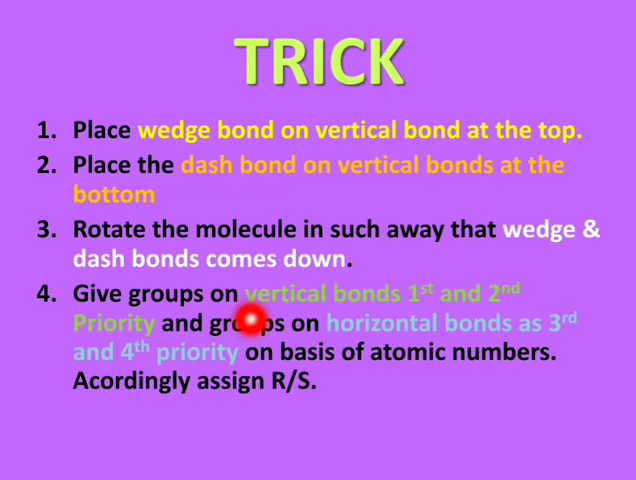 TRICK
1. Place wedge bond on vertical bond at the top.
2. Place the dash bond on vertical bonds at the
bottom
3. Rotate the molecule in such away that wedge &
dash bonds comes down.
4. Give groups on vertical bonds 1st and 2nd
Priority and groups on horizontal bonds as 3rd
and 4th priority on basis of atomic numbers.
Acordingly assign R/S.